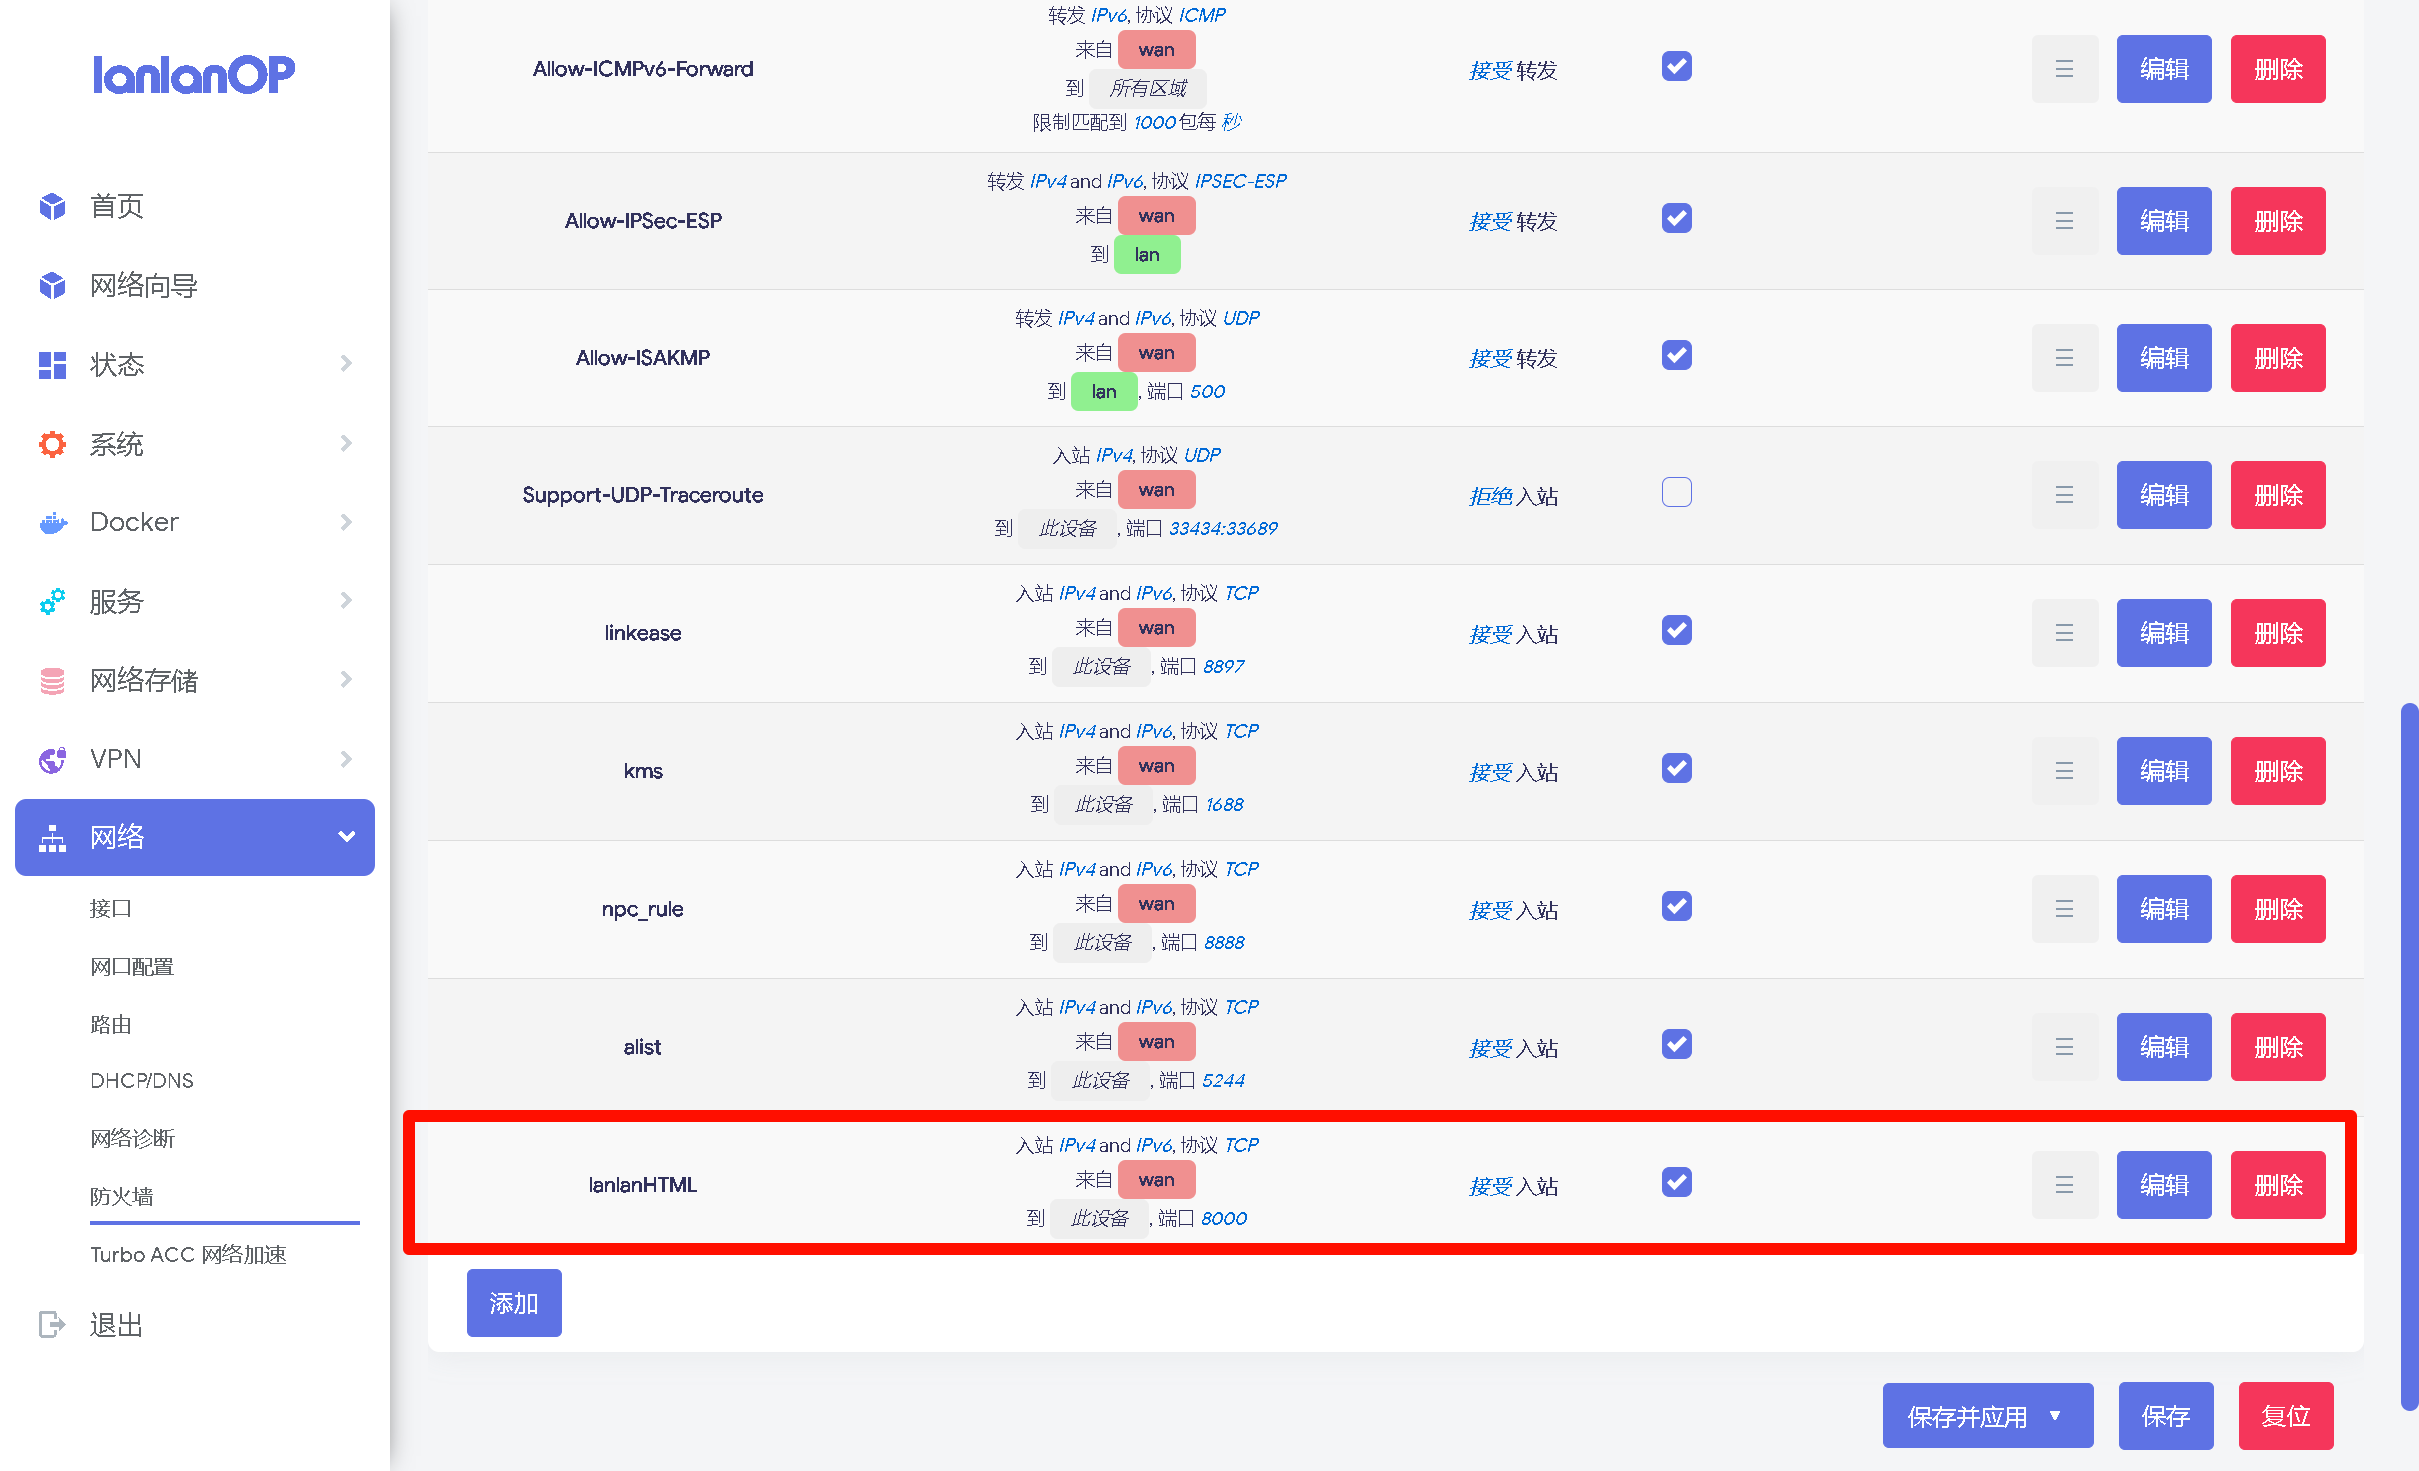 lanlanOP
首页
网络向导
状态
系统
Docker
服务
网络存储
VPN
网络
接口
网口配置
路由
DHCP/DNS
网络诊断
防火墙
Turbo ACC 网络加速
退出
Allow-ICMPv6-Forward
转发 IPv6, 协议 ICMP
来自 wan
到 所有区域
限制匹配到 1000包每 秒
接受 转发
编辑 删除
Allow-IPSec-ESP
转发 IPv4 and IPv6, 协议 IPSEC-ESP
来自 wan
到 lan
接受 转发
编辑 删除
Allow-ISAKMP
转发 IPv4 and IPv6, 协议 UDP
来自 wan
到 lan , 端口 500
接受 转发
编辑 删除
Support-UDP-Traceroute
入站 IPv4, 协议 UDP
来自 wan
到 此设备 , 端口 33434:33689
拒绝 入站
编辑 删除
linkease
入站 IPv4 and IPv6, 协议 TCP
来自 wan
到 此设备 , 端口 8897
接受 入站
编辑 删除
kms
入站 IPv4 and IPv6, 协议 TCP
来自 wan
到 此设备 , 端口 1688
接受 入站
编辑 删除
npc_rule
入站 IPv4 and IPv6, 协议 TCP
来自 wan
到 此设备 , 端口 8888
接受 入站
编辑 删除
alist
入站 IPv4 and IPv6, 协议 TCP
来自 wan
到 此设备 , 端口 5244
接受 入站
编辑 删除
lanlanHTML
入站 IPv4 and IPv6, 协议 TCP
来自 wan
到 此设备 , 端口 8000
接受 入站
编辑 删除
添加
保存并应用 保存 复位